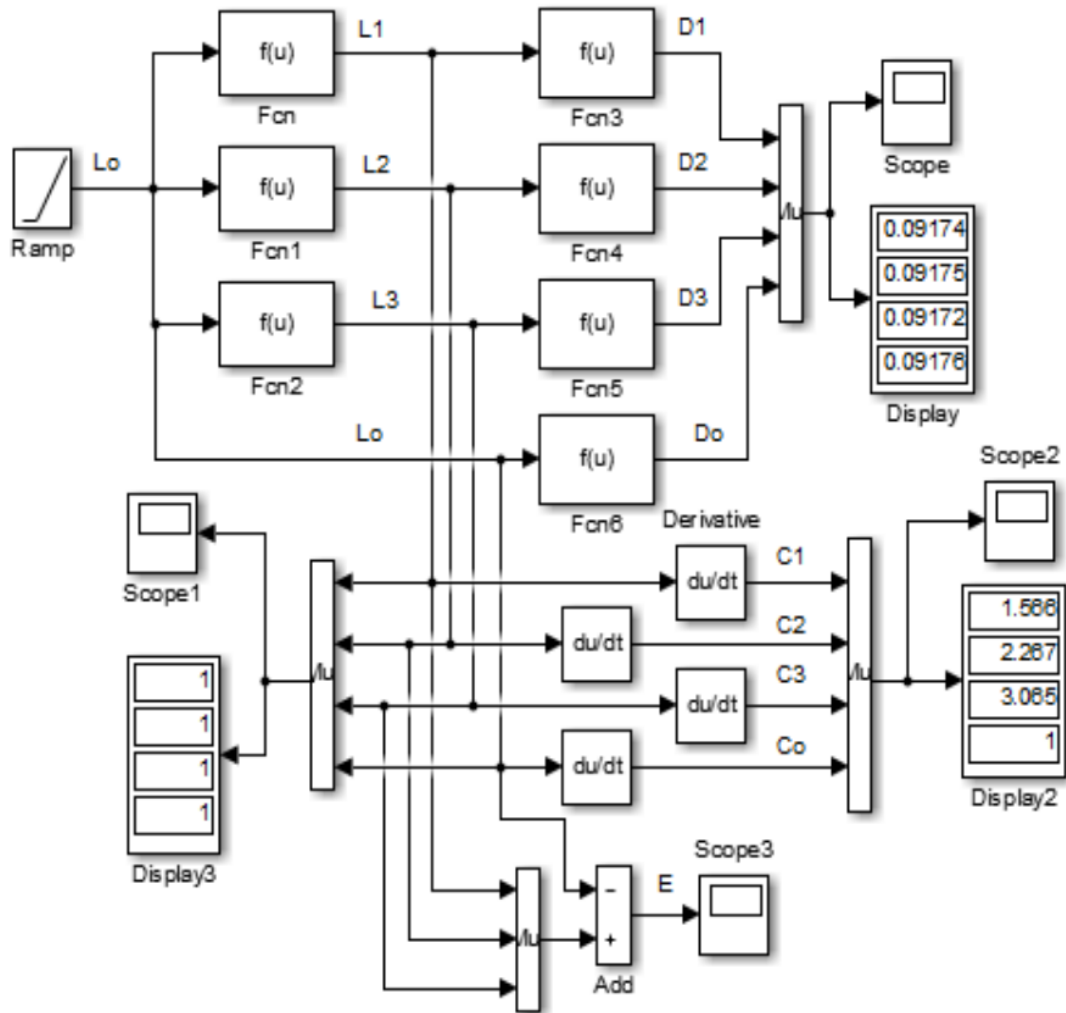 L1
D1
f(u)
f(u)
Fcn
Fcn3
Scope
Lo
L2
D2
f(u)
f(u)
Ramp
Fcn1
Fcn4
0.09174
0.09175
0.09172
0.09176
Display
L3
D3
f(u)
f(u)
Fcn2
Fcn5
Lo
Do
f(u)
Fcn6
Scope2
Derivative
Scope1
du/dt
C1
du/dt
C2
du/dt
C3
du/dt
Co
1.566
2.267
3.065
1
Display2
1
1
1
1
Display3
Scope3
E
−
+
Add